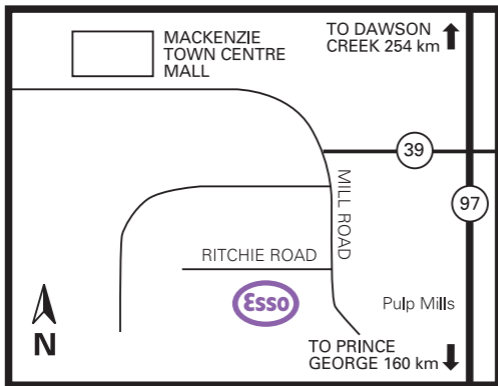 MACKENZIE
TOWN CENTRE
MALL
TO DAWSON
CREEK 254 km
39
MILL ROAD
97
RITCHIE ROAD
Esso
Pulp Mills
N
TO PRINCE
GEORGE 160 km